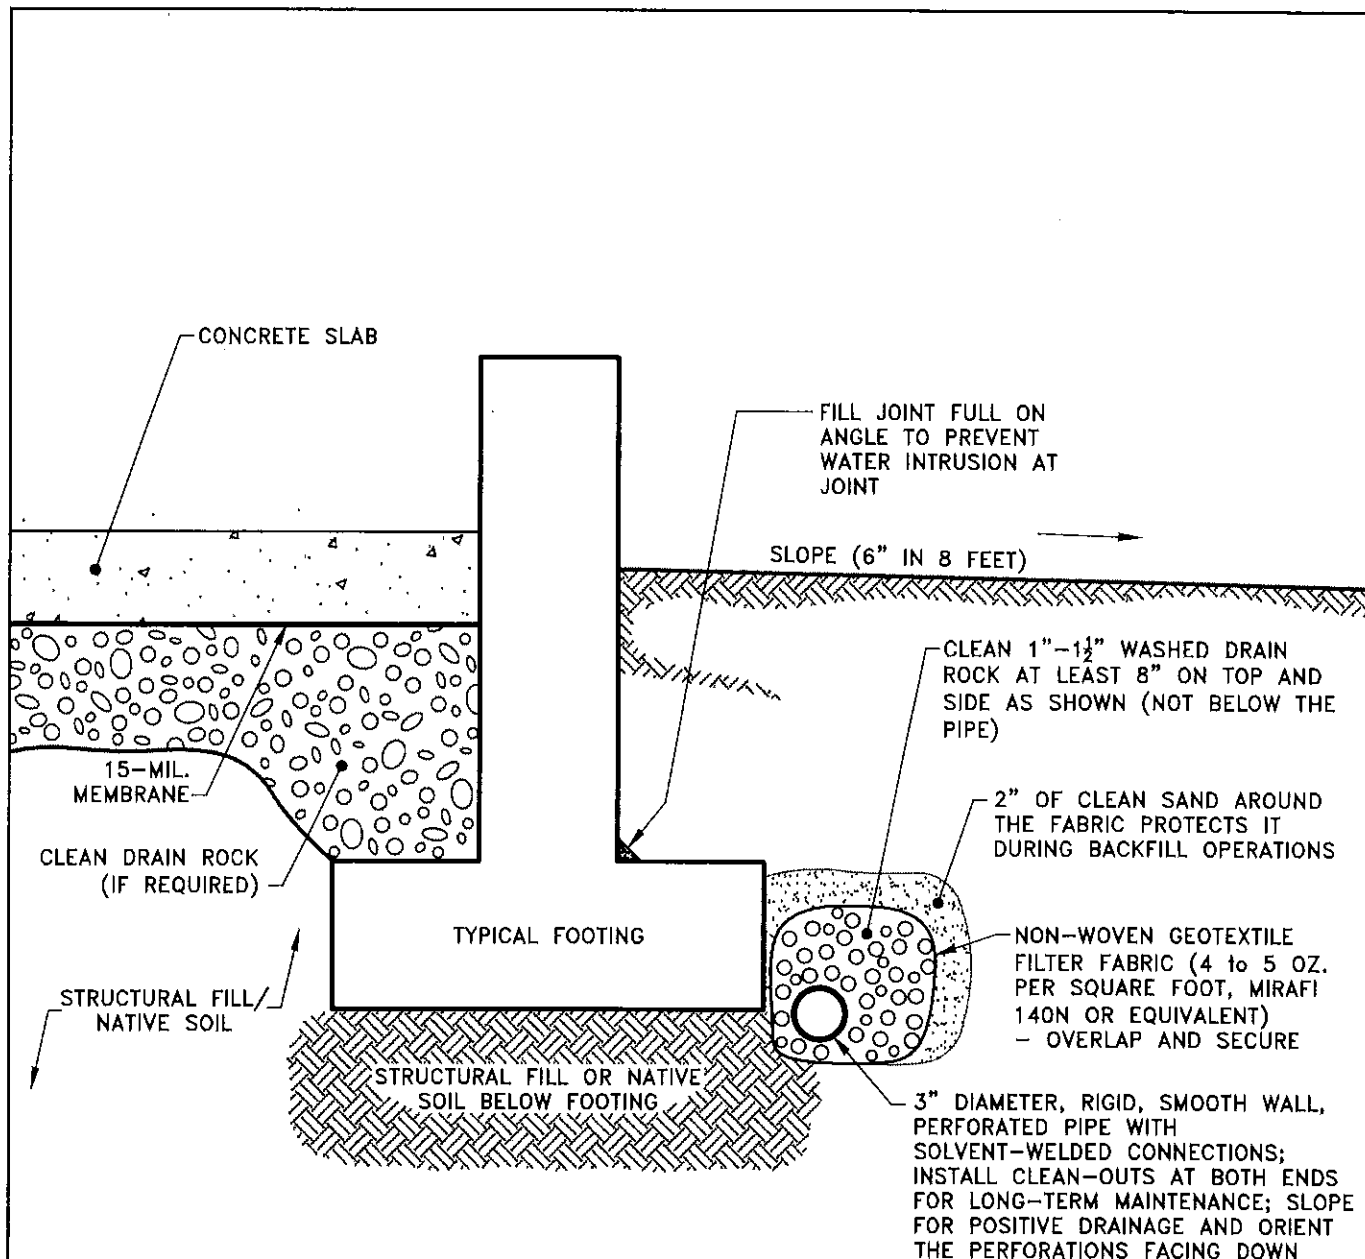 CONCRETE SLAB
FILL JOINT FULL ON
ANGLE TO PREVENT
WATER INTRUSION AT
JOINT
SLOPE (6" IN 8 FEET)
CLEAN 1"-1½" WASHED DRAIN
ROCK AT LEAST 8" ON TOP AND
SIDE AS SHOWN (NOT BELOW THE
PIPE)
15-MIL.
MEMBRANE
2" OF CLEAN SAND AROUND
THE FABRIC PROTECTS IT
DURING BACKFILL OPERATIONS
CLEAN DRAIN ROCK
(IF REQUIRED)
TYPICAL FOOTING
NON-WOVEN GEOTEXTILE
FILTER FABRIC (4 to 5 OZ.
PER SQUARE FOOT, MIRAFI
140N OR EQUIVALENT)
- OVERLAP AND SECURE
STRUCTURAL FILL/
NATIVE SOIL
STRUCTURAL FILL OR NATIVE
SOIL BELOW FOOTING
3" DIAMETER, RIGID, SMOOTH WALL,
PERFORATED PIPE WITH
SOLVENT-WELDED CONNECTIONS;
INSTALL CLEAN-OUTS AT BOTH ENDS
FOR LONG-TERM MAINTENANCE; SLOPE
FOR POSITIVE DRAINAGE AND ORIENT
THE PERFORATIONS FACING DOWN